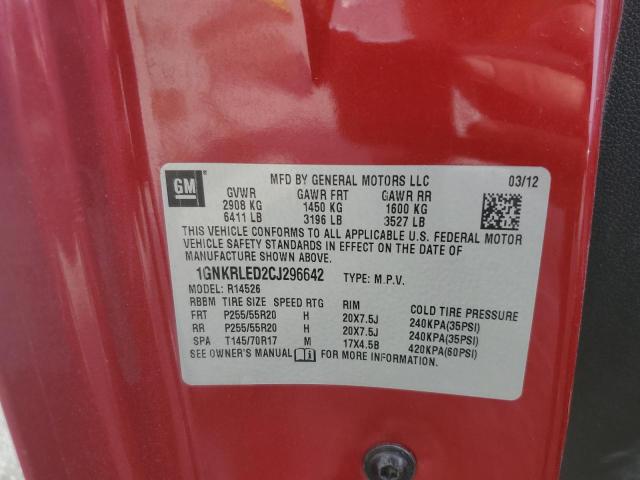 GM
MFD BY GENERAL MOTORS LLC 03/12
GVWR GAWR FRT GAWR RR
2908 KG 1450 KG 1600 KG
6411 LB 3196 LB 3527 LB
THIS VEHICLE CONFORMS TO ALL APPLICABLE U.S. FEDERAL MOTOR
VEHICLE SAFETY STANDARDS IN EFFECT ON THE DATE OF
MANUFACTURE SHOWN ABOVE.
1GNKRLED2CJ296642 TYPE: M.P.V.
MODEL: R14526
RBBM TIRE SIZE SPEED RTG RIM COLD TIRE PRESSURE
FRT P255/55R20 H 20X7.5J 240KPA(35PSI)
RR P255/55R20 H 20X7.5J 240KPA(35PSI)
SPA T145/70R17 M 17X4.5B 420KPA(60PSI)
SEE OWNER'S MANUAL FOR MORE INFORMATION.